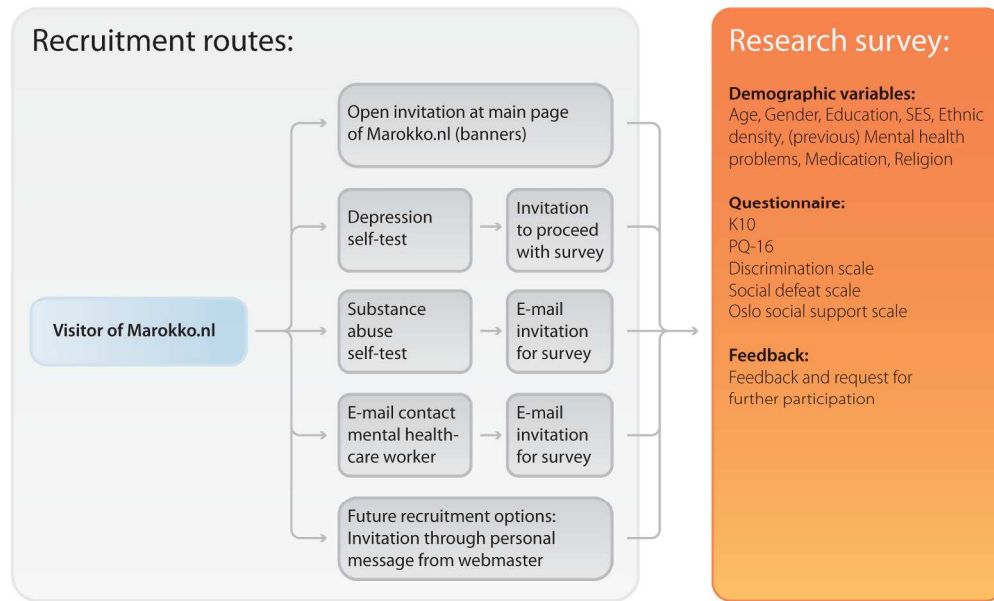 Recruitment routes:
Visitor of Marokko.nl
Open invitation at main page
of Marokko.nl (banners)
Depression
self-test
Invitation
to proceed
with survey
Substance
abuse
self-test
E-mail
invitation
for survey
E-mail contact
mental health-
care worker
E-mail
invitation
for survey
Future recruitment options:
Invitation through personal
message from webmaster
Research survey:
Demographic variables:
Age, Gender, Education, SES, Ethnic
density, (previous) Mental health
problems, Medication, Religion
Questionnaire:
K10
PQ-16
Discrimination scale
Social defeat scale
Oslo social support scale
Feedback:
Feedback and request for
further participation